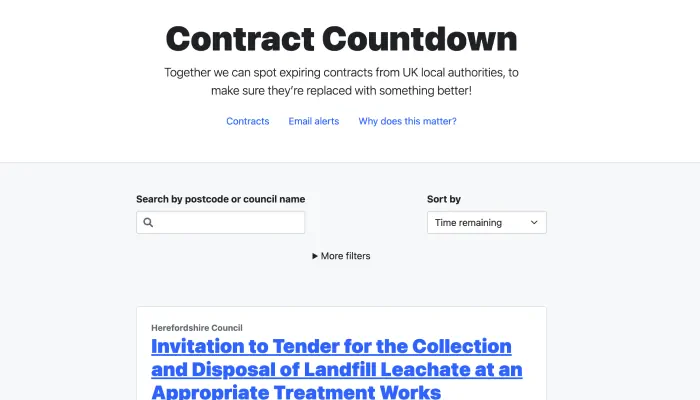 Contract Countdown
Together we can spot expiring contracts from UK local authorities, to
make sure they’re replaced with something better!
Contracts Email alerts Why does this matter?
Search by postcode or council name
Sort by
Time remaining
More filters
Herefordshire Council
Invitation to Tender for the Collection
and Disposal of Landfill Leachate at an
Appropriate Treatment Works